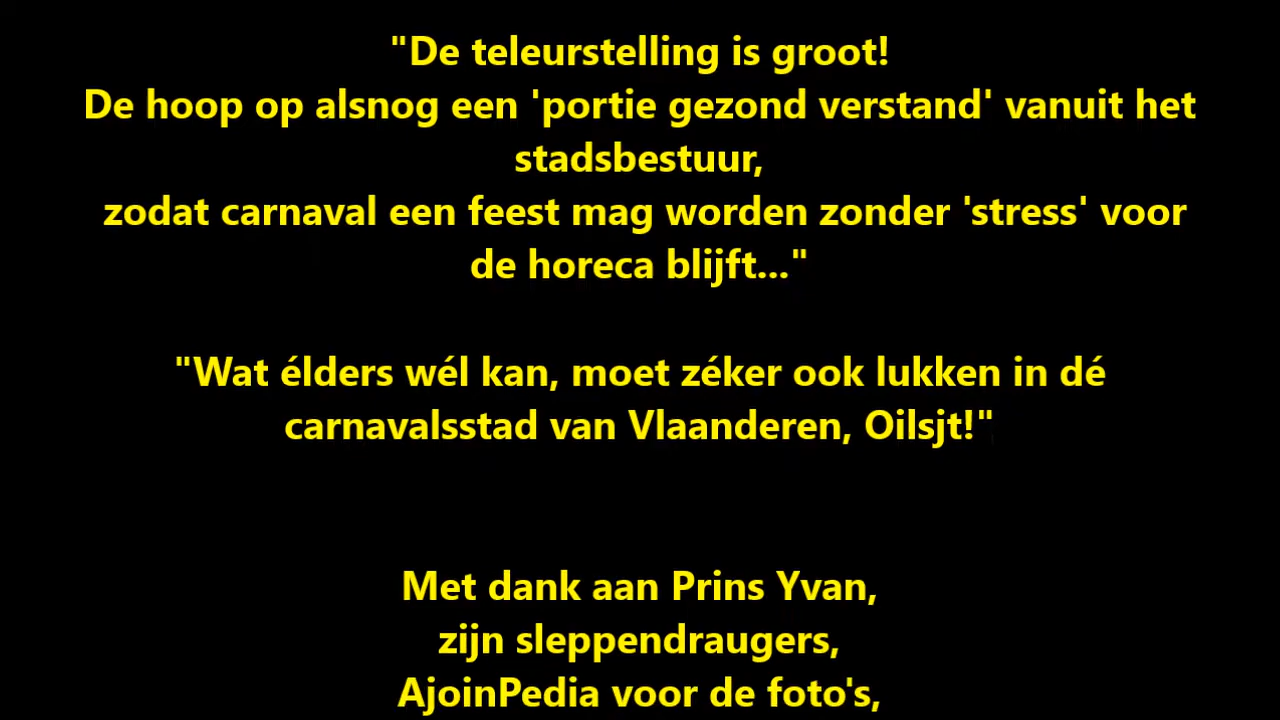 "De teleurstelling is groot!
De hoop op alsnog een 'portie gezond verstand' vanuit het
stadsbestuur,
zodat carnaval een feest mag worden zonder 'stress' voor
de horeca blijft..."
"Wat élders wél kan, moet zéker ook lukken in dé
carnavalsstad van Vlaanderen, Oilsjt!"
Met dank aan Prins Yvan,
zijn sleppendraugers,
AjoinPedia voor de foto's,